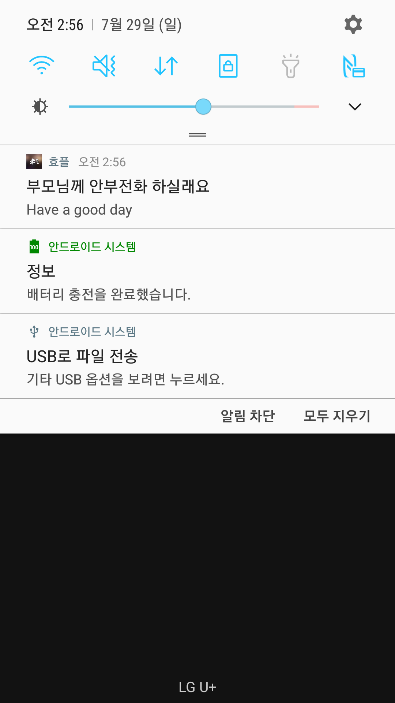 오전 2:56 | 7월 29일 (일)
효플 오전 2:56
부모님께 안부전화 하실래요
Have a good day
100 안드로이드 시스템
정보
배터리 충전을 완료했습니다.
안드로이드 시스템
USB로 파일 전송
기타 USB 옵션을 보려면 누르세요.
알림 차단 모두 지우기
LG U+